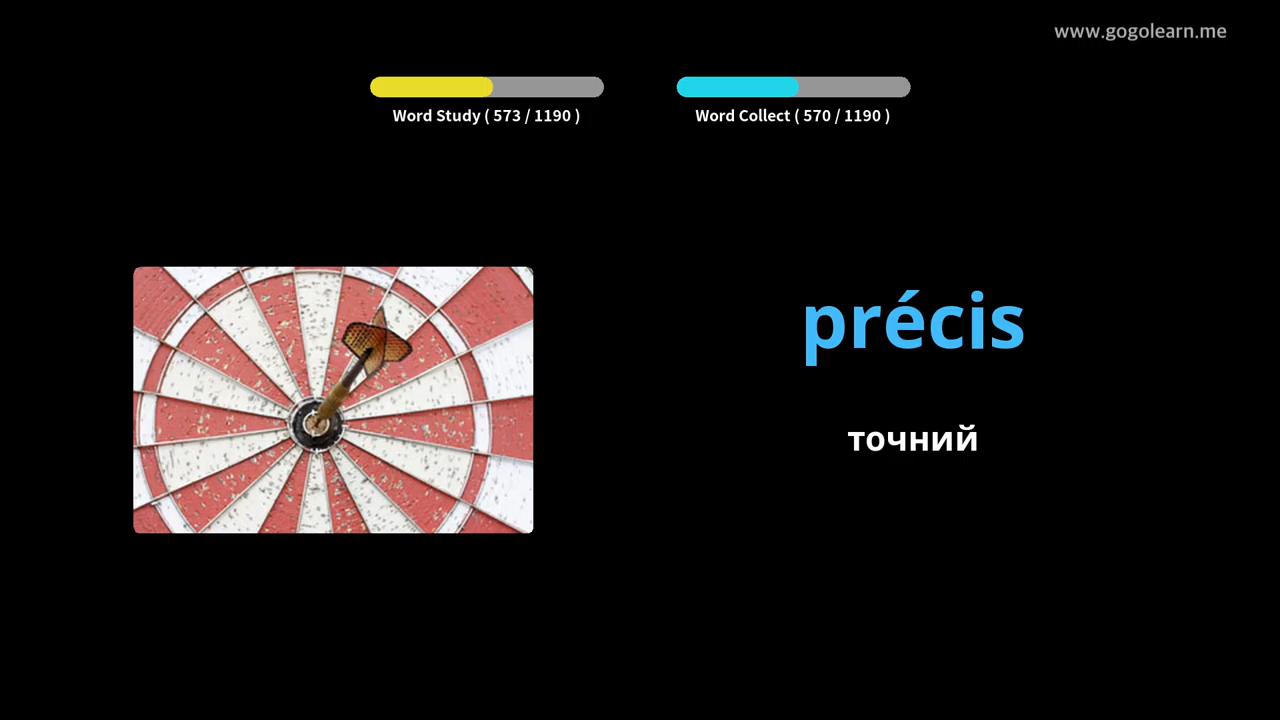 www.gogolearn.me
Word Study ( 573 / 1190 )
Word Collect ( 570 / 1190 )
précis
точний